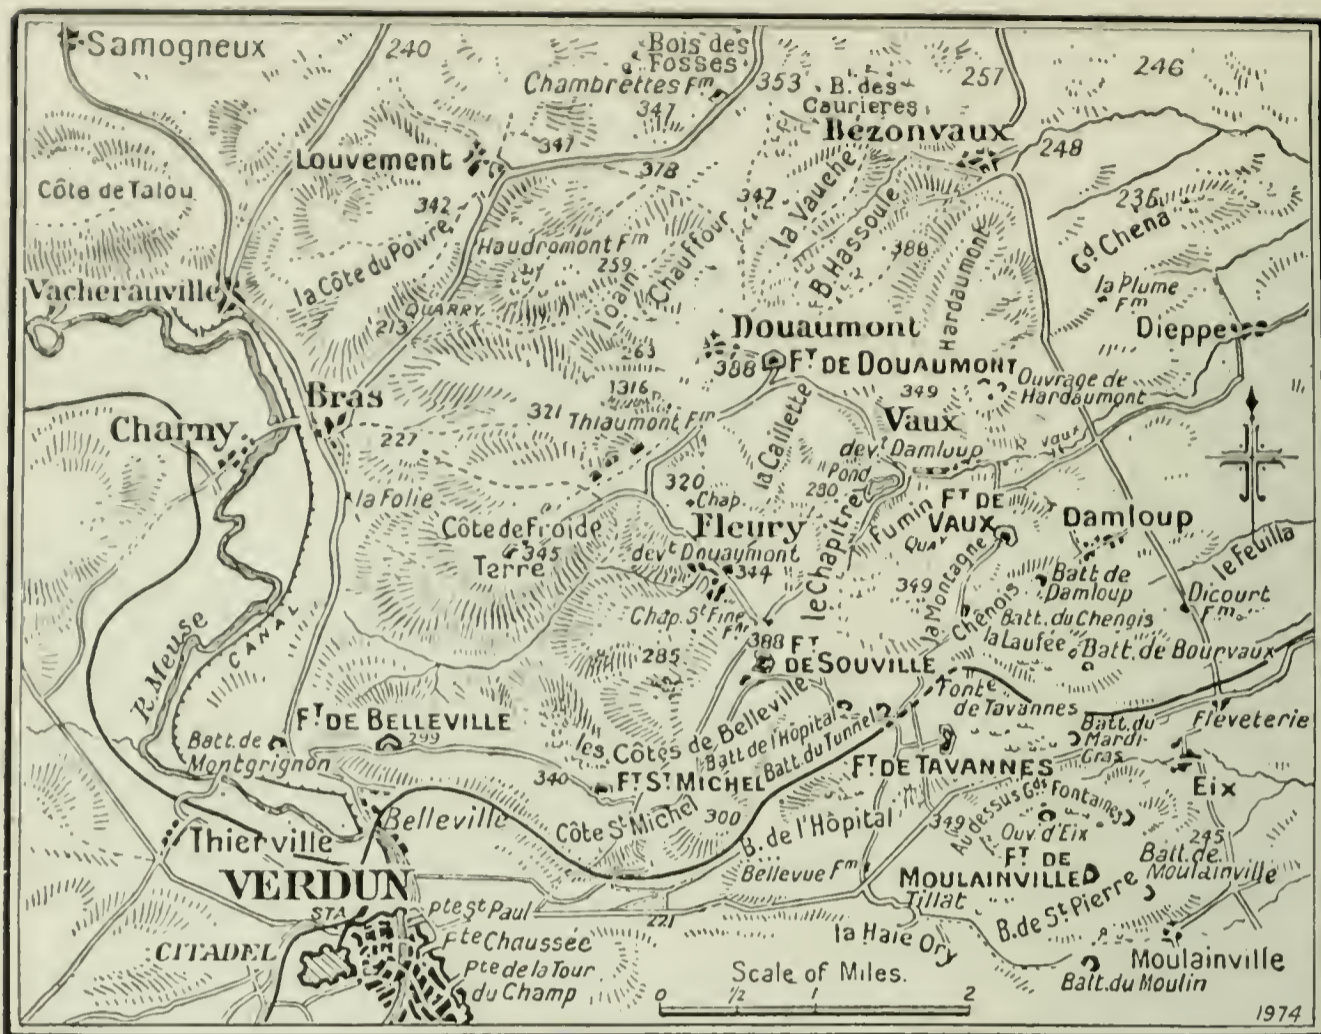 Samogneux
240
Bois des
Fosses
Chambrettes Fm
347
353
B. des
Caurieres
257
246
Bezonvaux
248
Louvement
347
378
Côte de Talou
342
Haudromont Fm
259
la Côte du Poivre
347
la Vauche
B. Hassoule
388
Hardaumont
235
Gd Chena
la Plume
Fm
Vacherauville
QUARRY
213
Chauffour
Douaumont
388
FT DE DOUAUMONT
Dieppe
263
1316
Bras
321
Thiaumont Fm
349
Ouvrage de
Hardaumont
Charny
227
la Caillette
Vaux
devt Damloup
Vaux
Pond
280
320
Chap
la Folie
Fleury
devt Douaumont
344
Côte de Froide
Terre
345
le Chapitre
Fumin
FT DE
VAUX
QUAY
Damloup
le Feuilla
349
la Montagne
Chênois
Batt. de
Damloup
Dicourt
Fm
Batt. du Chengis
la Laufée
Batt. de Bourvaux
R. Meuse
CANAL
Chap. St Fine
Fm
388
FT
DE SOUVILLE
285
FT DE BELLEVILLE
299
Batt. de
Montgrignon
les Côtes de Belleville
Batt. de l'Hôpital
Batt. du Tunnel
Fonte
de Tavannes
Fleveterie
Batt. du
Mardi-
Gras
340
FT ST MICHEL
FT DE TAVANNES
Eix
Belleville
Thierville
Côte St Michel
300
B. de l'Hôpital
349
Au dessus Gdes Fontaines
Ouv. d'Eix
245
Batt. de
Moulainville
FT DE
MOULAINVILLE
VERDUN
STA
Bellevue Fm
Tillat
B. de St Pierre
Pte St Paul
221
CITADEL
Pte Chaussée
Pte de la Tour
du Champ
la Haie Ory
Moulainville
Batt. du Moulin
Scale of Miles.
0 1/2 1 2
1974